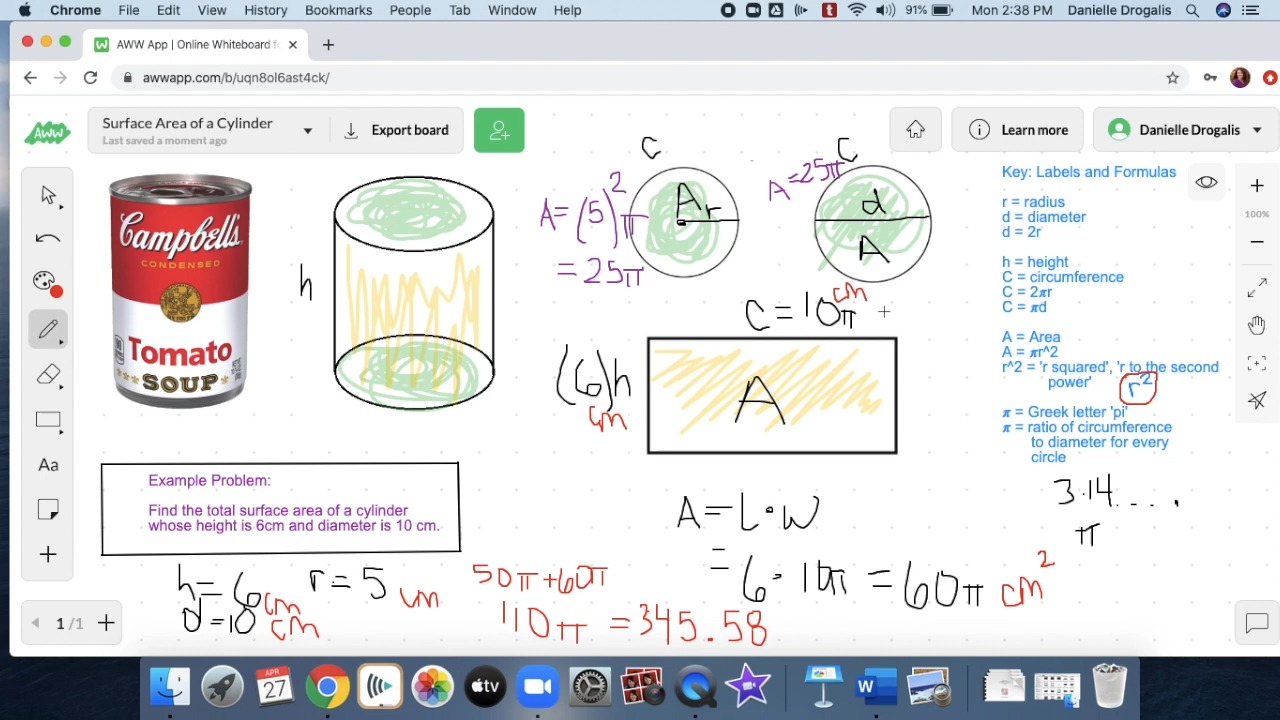 Chrome File Edit View History Bookmarks People Tab Window Help 91% Mon 2:38 PM Danielle Drogalis
AWW App | Online Whiteboard f
awwapp.com/b/uqn8ol6ast4ck/
AWW
Surface Area of a Cylinder
Last saved a moment ago
Export board
Learn more
Danielle Drogalis
100%
Campbell's
CONDENSED
Tomato
SOUP
h
C
C
A = (5)² π
= 25π
A r
A = 25π
d
A
C = 10π cm
(6) h
cm
A
Key: Labels and Formulas
r = radius
d = diameter
d = 2r
h = height
C = circumference
C = 2πr
C = πd
A = Area
A = πr^2
r^2 = 'r squared', 'r to the second
power'
r²
π = Greek letter 'pi'
π = ratio of circumference
to diameter for every
circle
3.14....
π
Example Problem:
Find the total surface area of a cylinder
whose height is 6cm and diameter is 10 cm.
A = L · W
= 6 · 10π = 60π cm²
h = 6 cm
d = 10 cm
r = 5 cm
50π + 60π
110π = 345.58
Aa
1 /1
APR
27
tv
W